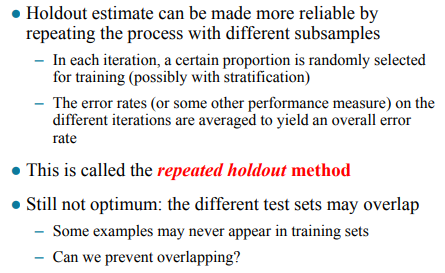 • Holdout estimate can be made more reliable by
repeating the process with different subsamples
– In each iteration, a certain proportion is randomly selected
for training (possibly with stratification)
– The error rates (or some other performance measure) on the
different iterations are averaged to yield an overall error
rate
• This is called the repeated holdout method
• Still not optimum: the different test sets may overlap
– Some examples may never appear in training sets
– Can we prevent overlapping?